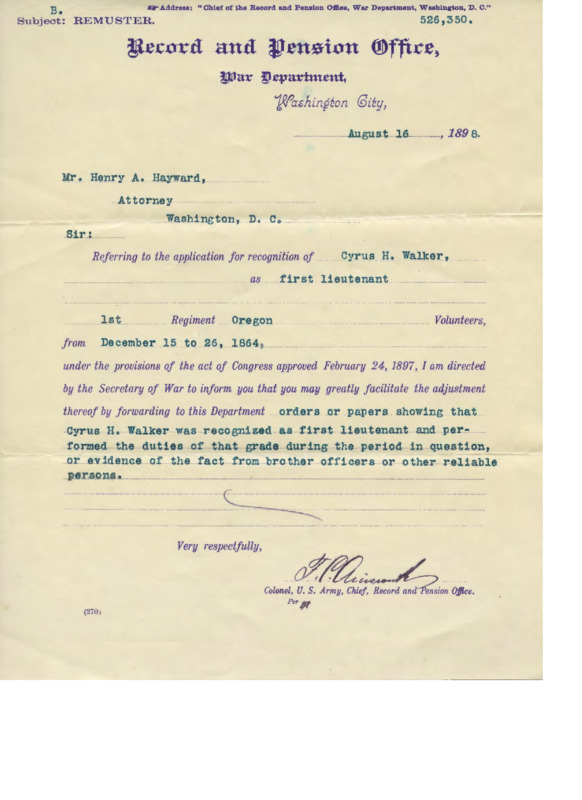 B.
☞Address: "Chief of the Record and Pension Office, War Department, Washington, D. C."
Subject: REMUSTER.
526,350.
Record and Pension Office,
War Department,
Washington City,
August 16, 1898.
Mr. Henry A. Hayward,
Attorney
Washington, D. C.
Sir:
Referring to the application for recognition of Cyrus H. Walker,
as first lieutenant
1st Regiment Oregon Volunteers,
from December 15 to 26, 1864,
under the provisions of the act of Congress approved February 24, 1897, I am directed
by the Secretary of War to inform you that you may greatly facilitate the adjustment
thereof by forwarding to this Department orders or papers showing that
Cyrus H. Walker was recognized as first lieutenant and per-
formed the duties of that grade during the period in question,
or evidence of the fact from brother officers or other reliable
persons.
Very respectfully,
F. C. Ainsworth
Colonel, U. S. Army, Chief, Record and Pension Office.
Per
(270)